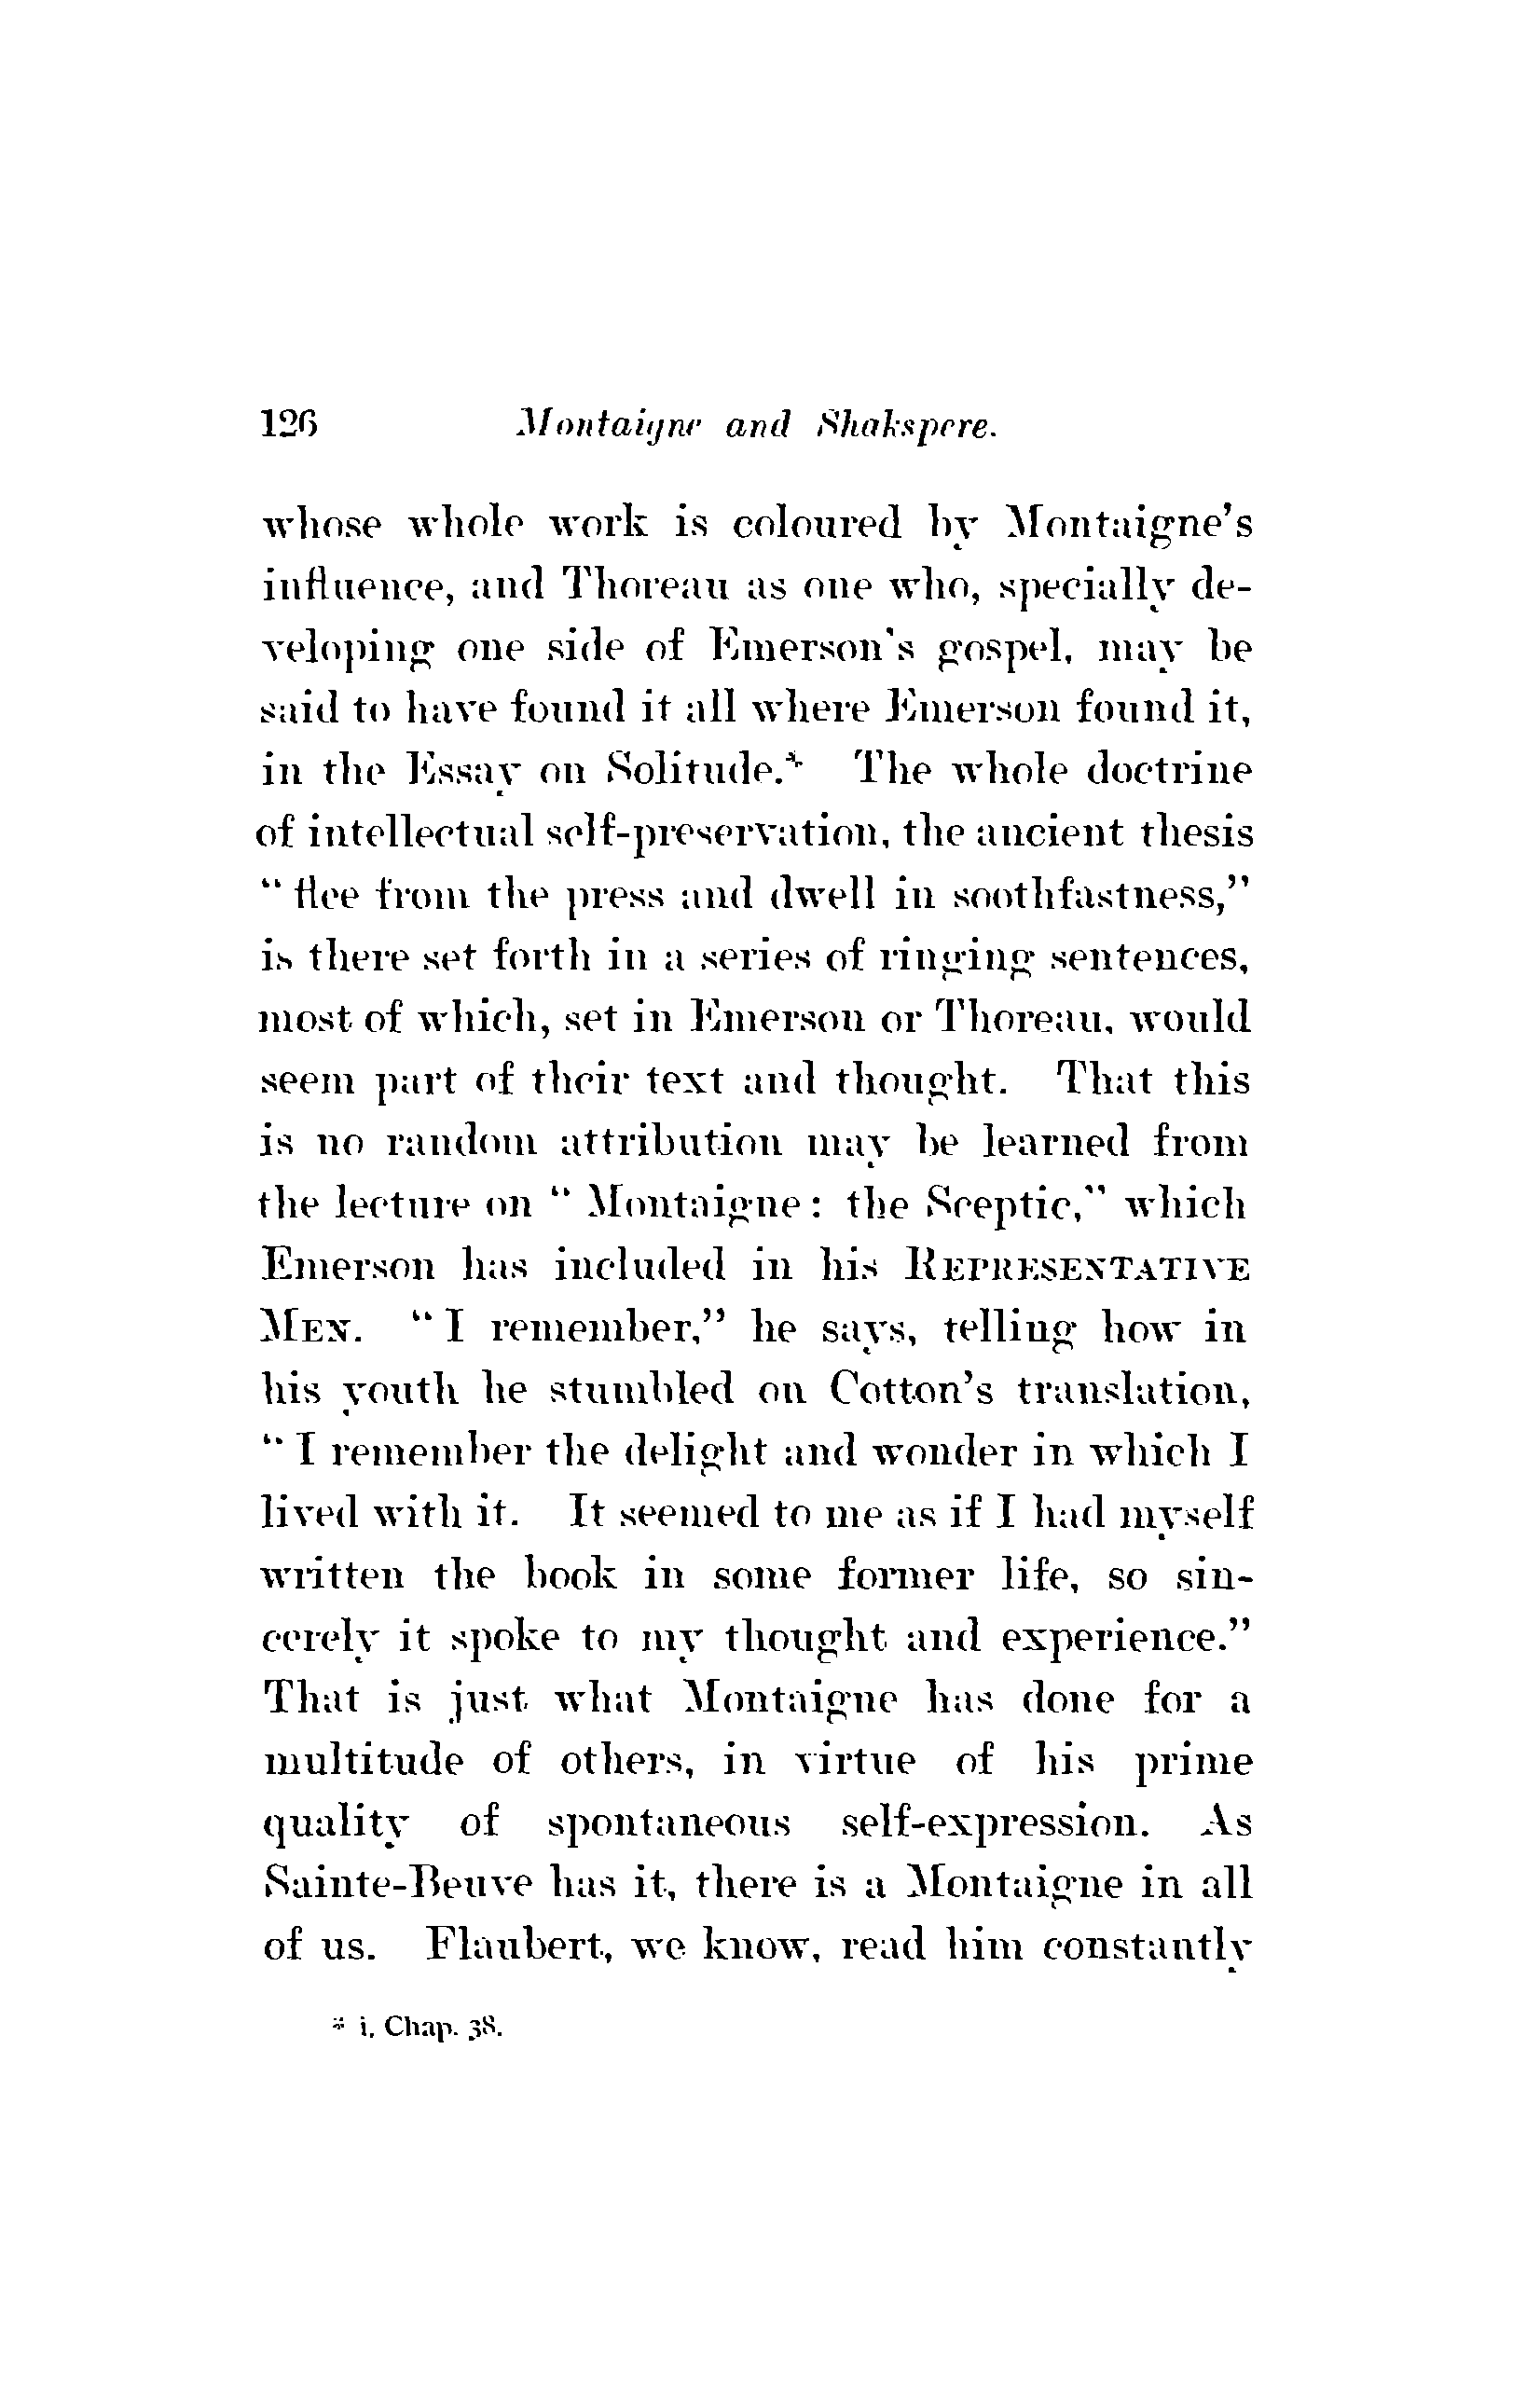 126 Montaigne and Shakspere.
whose whole work is coloured by Montaigne's
influence, and Thoreau as one who, specially de-
veloping one side of Emerson's gospel, may be
said to have found it all where Emerson found it,
in the Essay on Solitude.* The whole doctrine
of intellectual self-preservation, the ancient thesis
"flee from the press and dwell in soothfastness,"
is there set forth in a series of ringing sentences,
most of which, set in Emerson or Thoreau, would
seem part of their text and thought. That this
is no random attribution may be learned from
the lecture on "Montaigne: the Sceptic," which
Emerson has included in his REPRESENTATIVE
MEN. "I remember," he says, telling how in
his youth he stumbled on Cotton's translation,
"I remember the delight and wonder in which I
lived with it. It seemed to me as if I had myself
written the book in some former life, so sin-
cerely it spoke to my thought and experience."
That is just what Montaigne has done for a
multitude of others, in virtue of his prime
quality of spontaneous self-expression. As
Sainte-Beuve has it, there is a Montaigne in all
of us. Flaubert, we know, read him constantly
* i, Chap. 38.